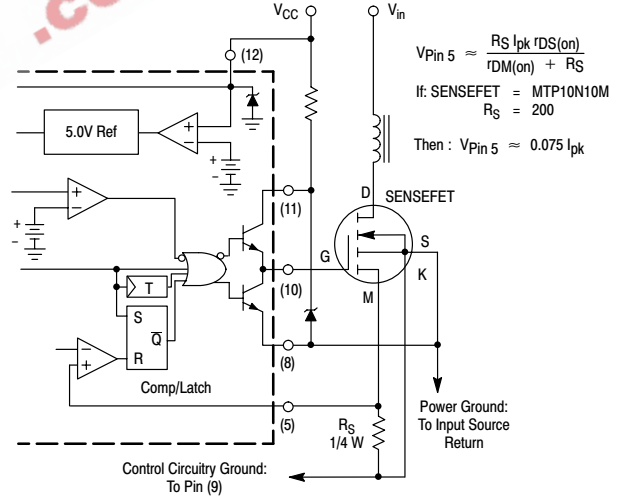 .co
VCC
Vin
(12)
VPin 5 ≈ RS Ipk rDS(on)
rDM(on) + RS
If: SENSEFET = MTP10N10M
RS = 200
Then : VPin 5 ≈ 0.075 Ipk
5.0V Ref
+
−
+
−
+
−
+
−
(11)
D
SENSEFET
S
G
K
M
(10)
T
S
Q
R
−
+
Comp/Latch
(8)
(5)
RS
1/4 W
Power Ground:
To Input Source
Return
Control Circuitry Ground:
To Pin (9)